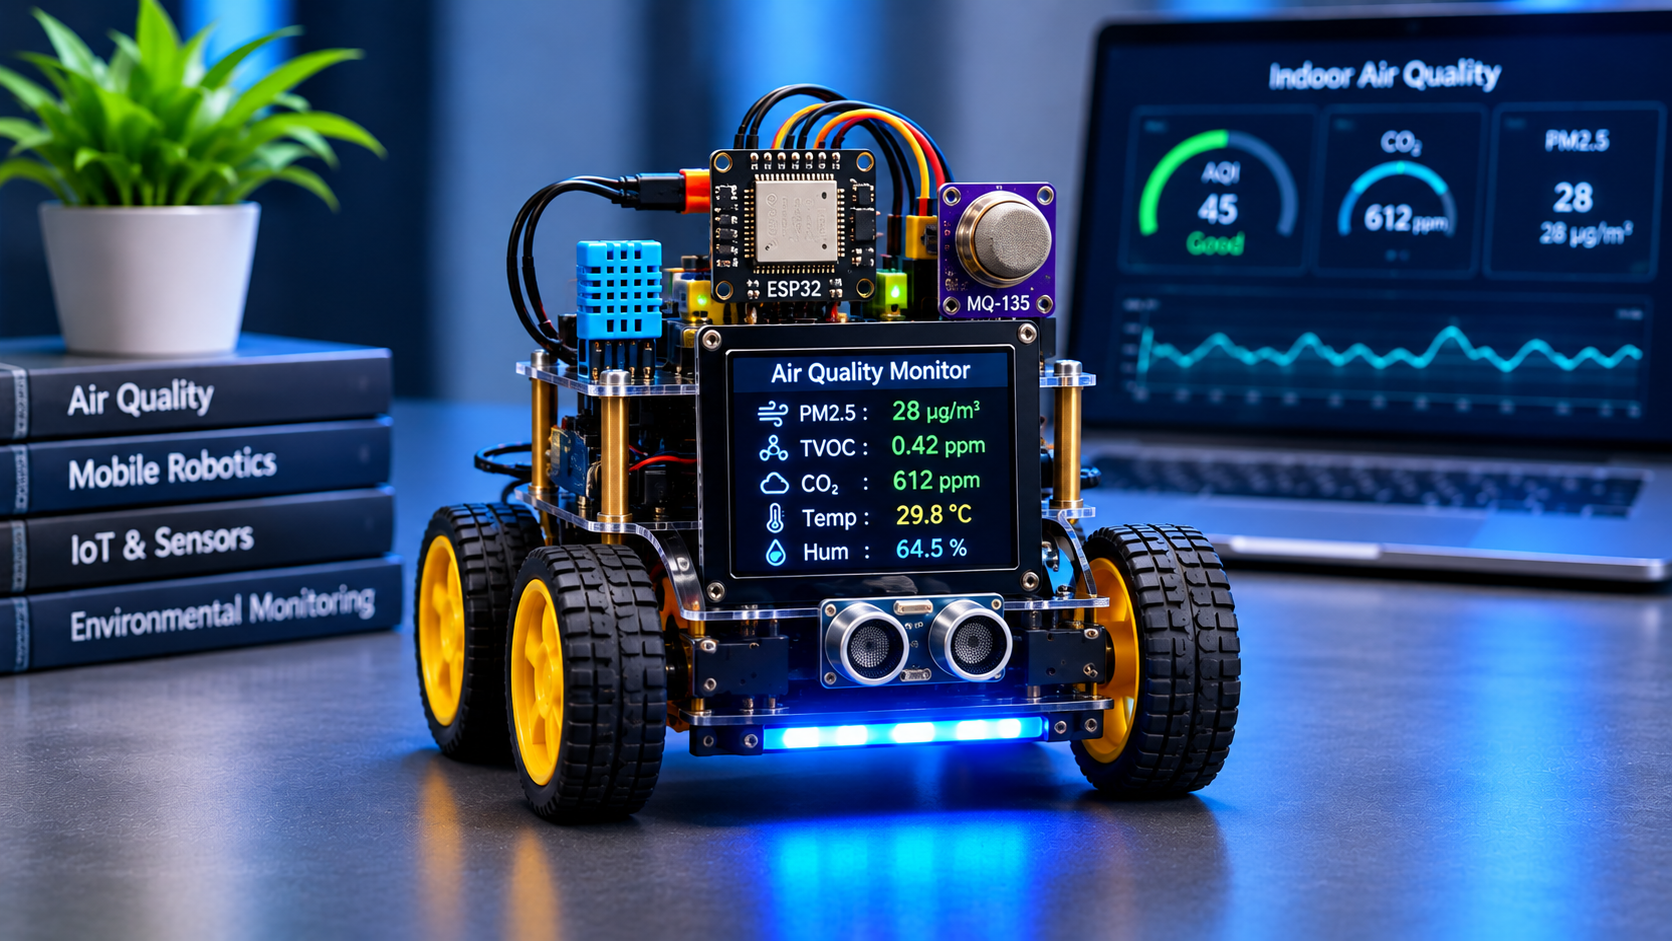 Air Quality
Mobile Robotics
IoT & Sensors
Environmental Monitoring
ESP32
MQ-135
Air Quality Monitor
PM2.5 : 28 µg/m³
TVOC : 0.42 ppm
CO₂ : 612 ppm
Temp : 29.8 °C
Hum : 64.5 %
Indoor Air Quality
AQI
45
Good
CO₂
612 ppm
PM2.5
28
28 µg/m³